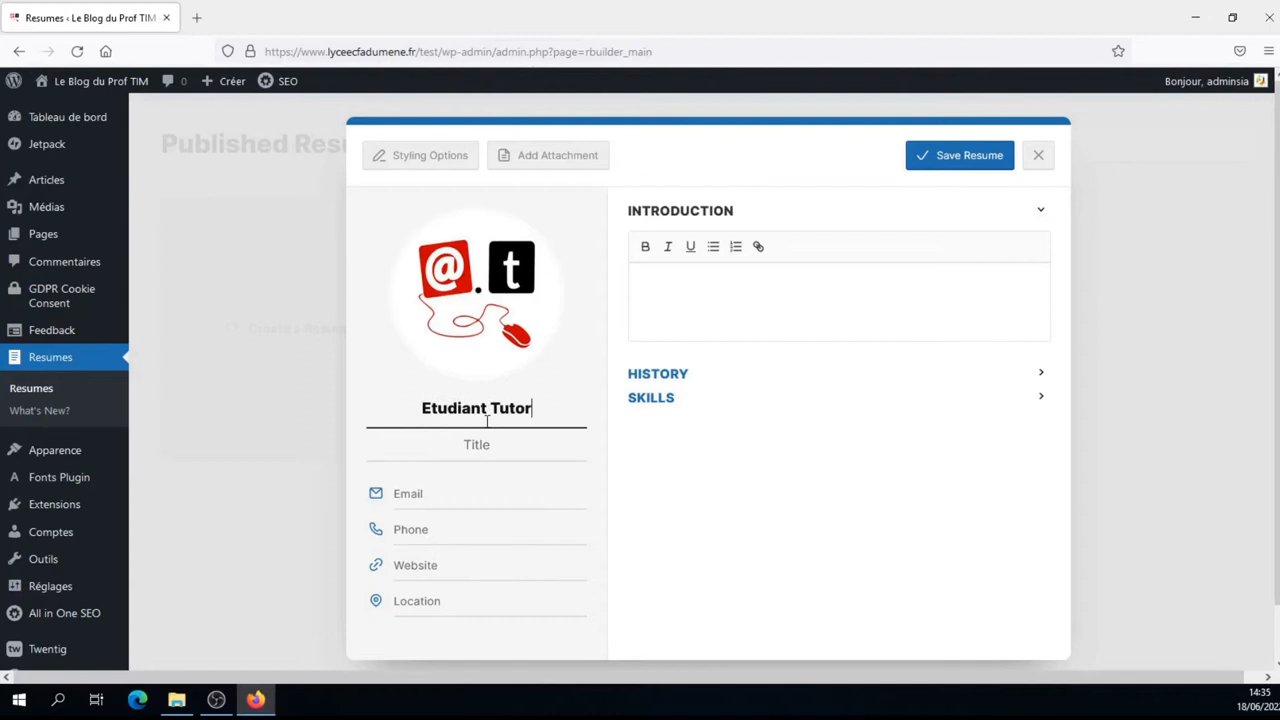 Resumes ‹ Le Blog du Prof TIM
https://www.lyceecfadumene.fr/test/wp-admin/admin.php?page=rbuilder_main
Le Blog du Prof TIM
0
Créer
SEO
Bonjour, adminsia
Tableau de bord
Jetpack
Articles
Médias
Pages
Commentaires
GDPR Cookie
Consent
Feedback
Resumes
Resumes
What's New?
Apparence
Fonts Plugin
Extensions
Comptes
Outils
Réglages
All in One SEO
tw Twentig
Published Resu
Styling Options
Add Attachment
Save Resume
@.t
Etudiant Tutor
Title
Email
Phone
Website
Location
INTRODUCTION
B I U
HISTORY
SKILLS
14:35
18/06/202